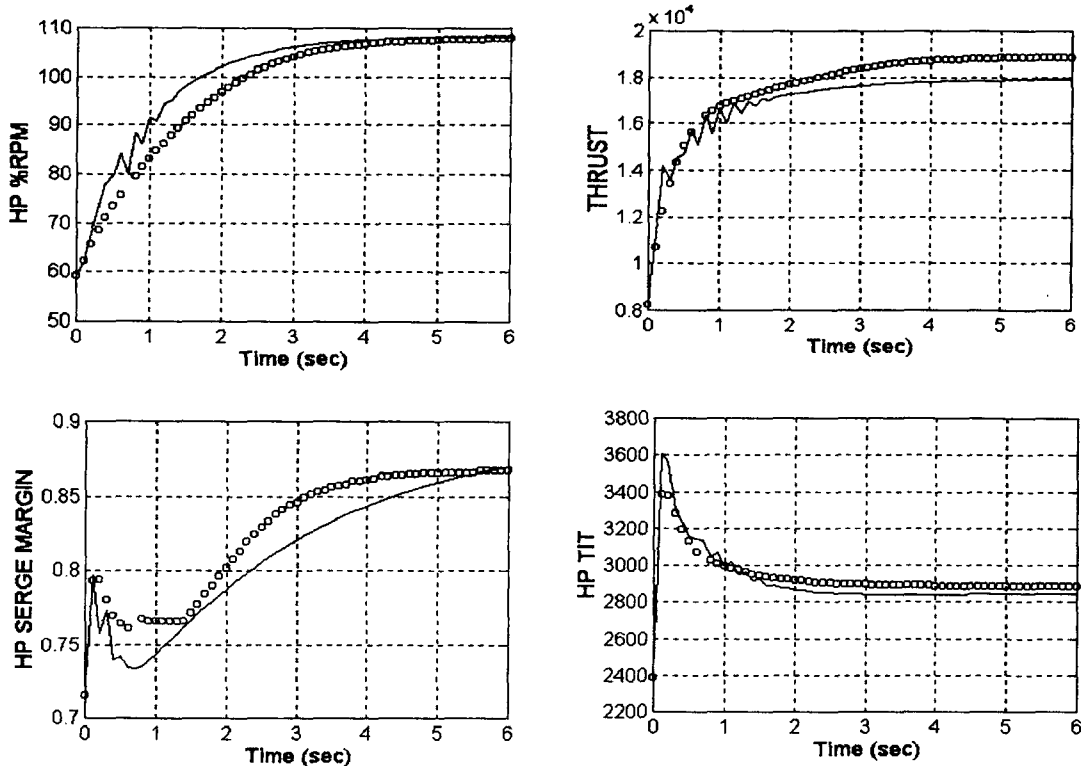 HP %RPM
110
100
90
80
70
60
50
0 1 2 3 4 5 6
Time (sec)
THRUST
2 × 10⁴
1.8
1.6
1.4
1.2
1
0.8
0 1 2 3 4 5 6
Time (sec)
HP SERGE MARGIN
0.9
0.85
0.8
0.75
0.7
0 1 2 3 4 5 6
Time (sec)
HP TIT
3800
3600
3400
3200
3000
2800
2600
2400
2200
0 1 2 3 4 5 6
Time (sec)